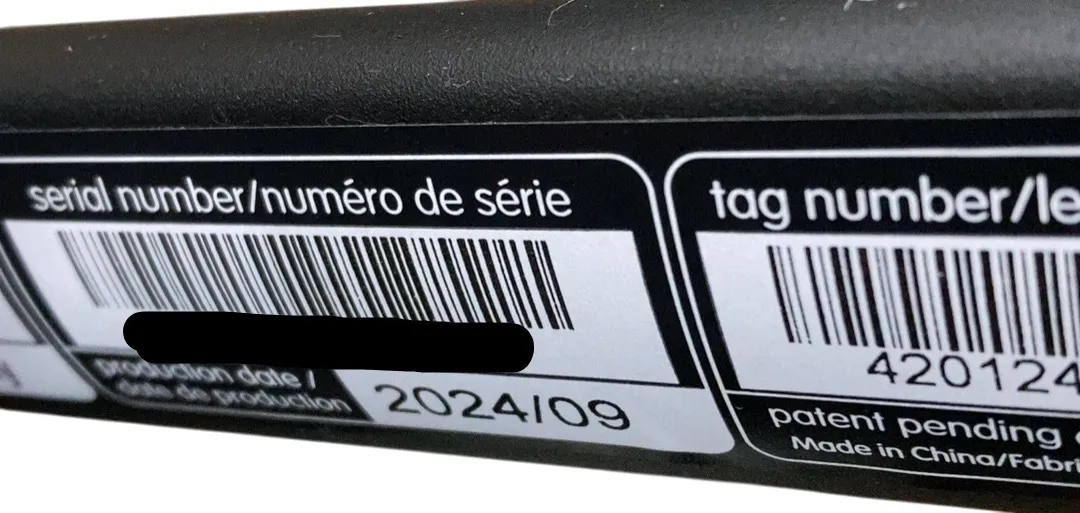 serial number/numéro de série
production date /
date de production
2024/09
tag number/le
420124
patent pending
Made in China/Fabri